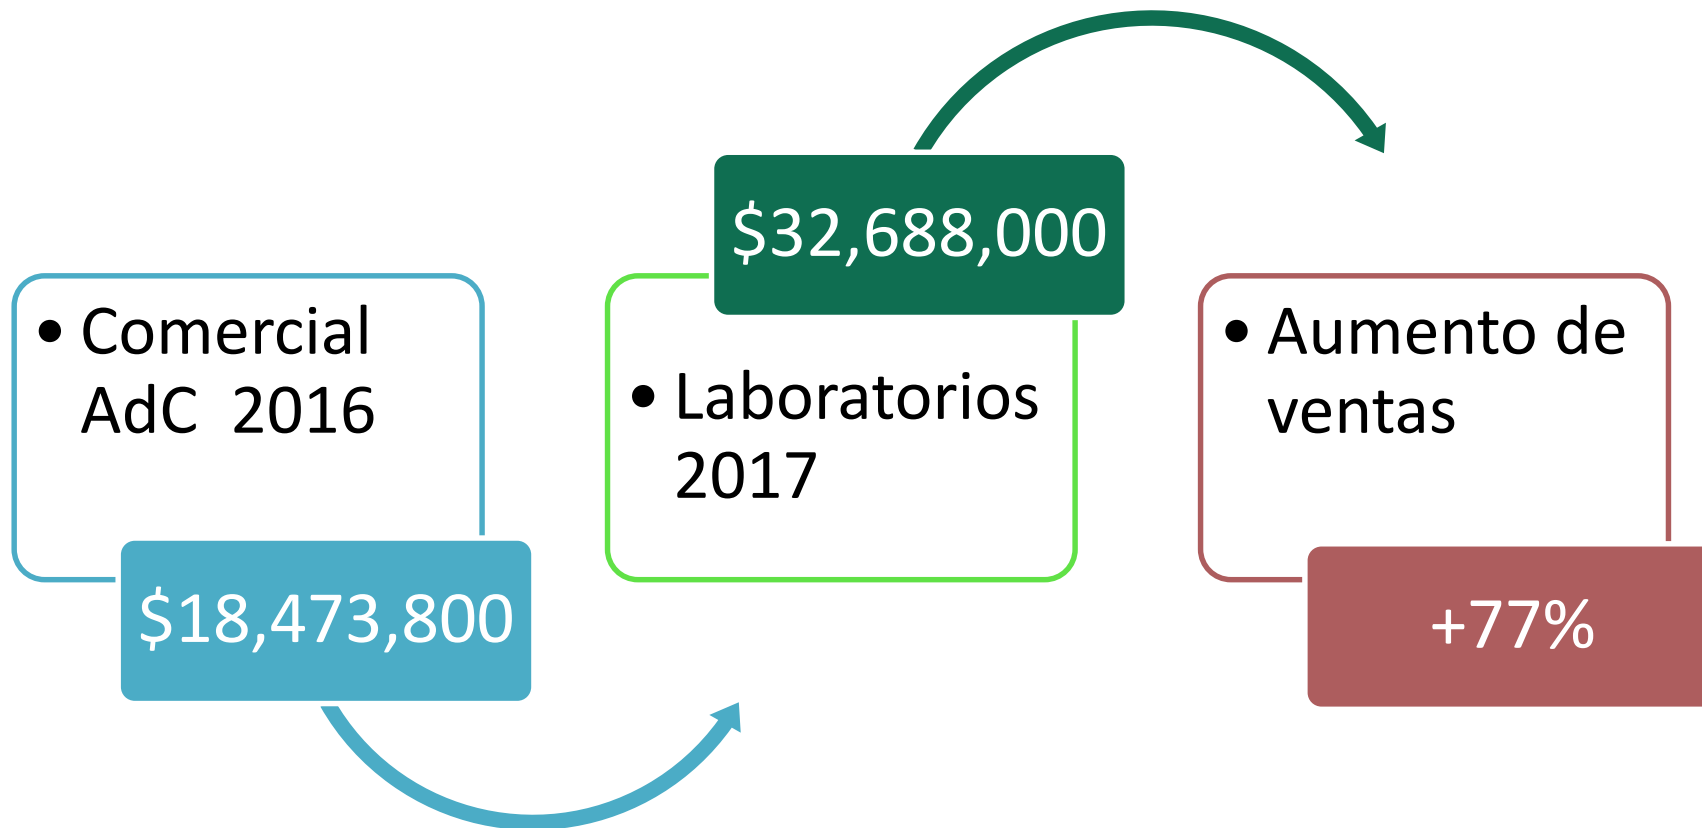 • Comercial
AdC  2016
$18,473,800
$32,688,000
• Laboratorios
2017
• Aumento de
ventas
+77%